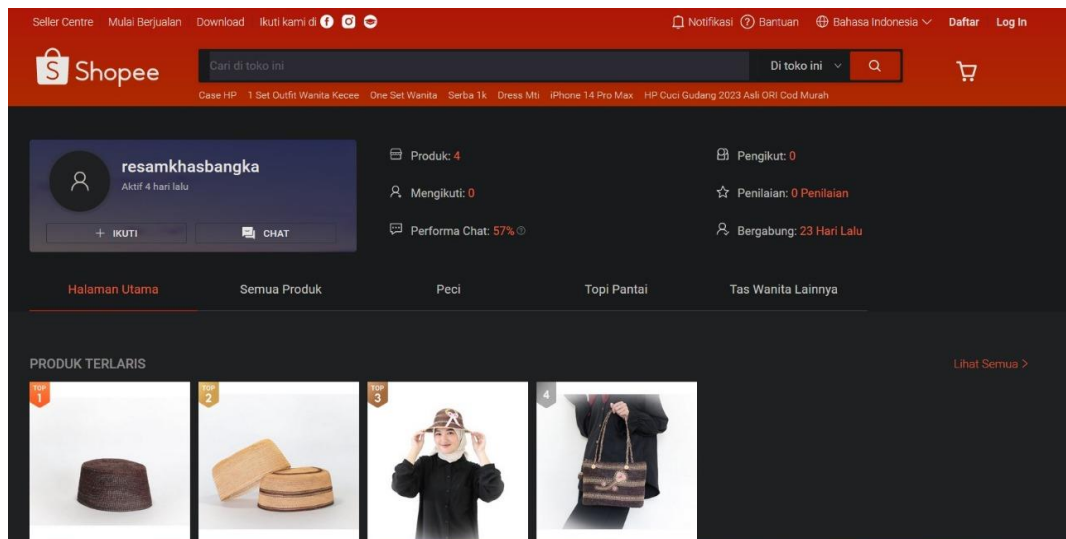 Seller Centre Mulai Berjualan Download Ikuti kami di Notifikasi Bantuan Bahasa Indonesia Daftar Log In
Shopee
Cari di toko ini Di toko ini
Case HP 1 Set Outfit Wanita Kecee One Set Wanita Serba 1k Dress Mti iPhone 14 Pro Max HP Cuci Gudang 2023 Asli ORI Cod Murah
resamkhasbangka
Aktif 4 hari lalu
+ IKUTI CHAT
Produk: 4 Pengikut: 0
Mengikuti: 0 Penilaian: 0 Penilaian
Performa Chat: 57% Bergabung: 23 Hari Lalu
Halaman Utama Semua Produk Peci Topi Pantai Tas Wanita Lainnya
PRODUK TERLARIS Lihat Semua >
TOP 1 TOP 2 TOP 3 4